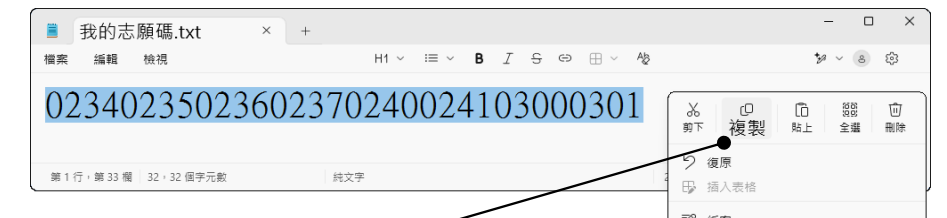 我的志願碼.txt × +
檔案 編輯 檢視 H1 B I S Ab
02340235023602370240024103000301
剪下 複製 貼上 全選 刪除
復原
插入表格
第 1 行，第 33 欄 32，32 個字元數 純文字